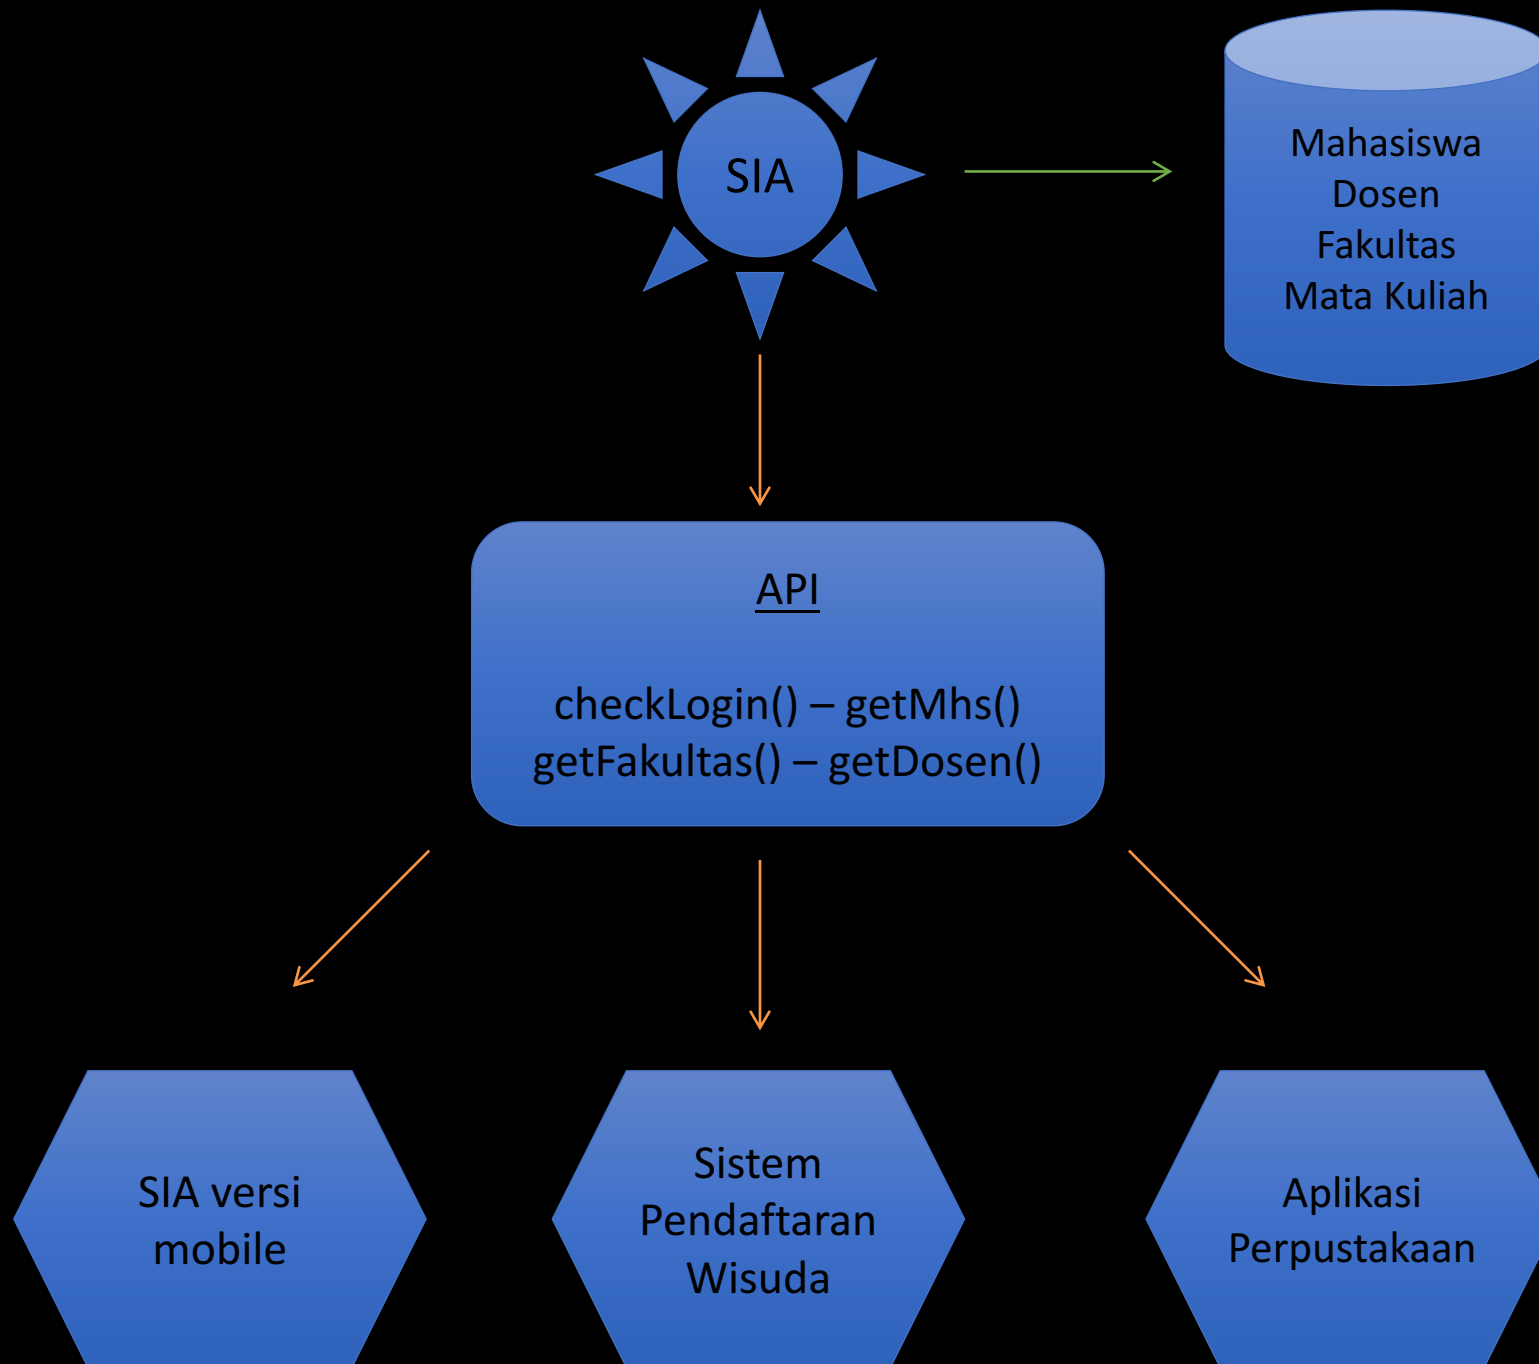 SIA
Mahasiswa
Dosen
Fakultas
Mata Kuliah
API
checkLogin() – getMhs()
getFakultas() – getDosen()
SIA versi
mobile
Sistem
Pendaftaran
Wisuda
Aplikasi
Perpustakaan